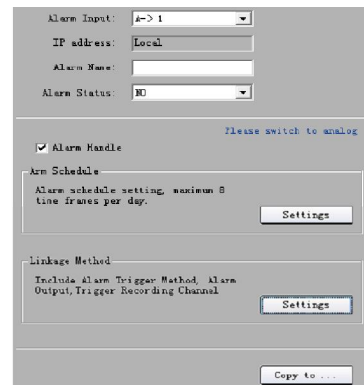 Alarm Input: A-> 1
IP address: Local
Alarm Name:
Alarm Status: NO
Please switch to analog
Alarm Handle
Arm Schedule
Alarm schedule setting, maximum 8
time frames per day.
Settings
Linkage Method
Include Alarm Trigger Method, Alarm
Output,Trigger Recording Channel
Settings
Copy to ...